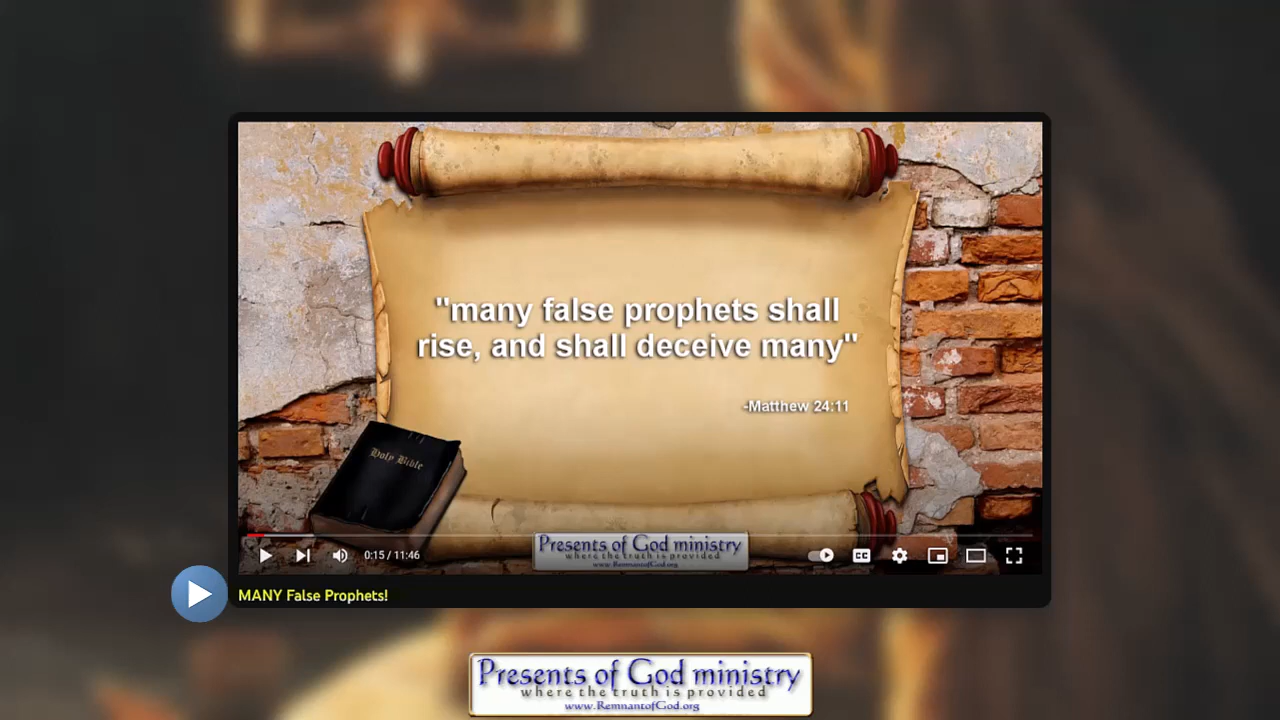 "many false prophets shall
rise, and shall deceive many"
-Matthew 24:11
Holy Bible
Presents of God ministry
where the truth is provided
www.RemnantofGod.org
0:15 / 11:46
CC
MANY False Prophets!
Presents of God ministry
where the truth is provided
www.RemnantofGod.org